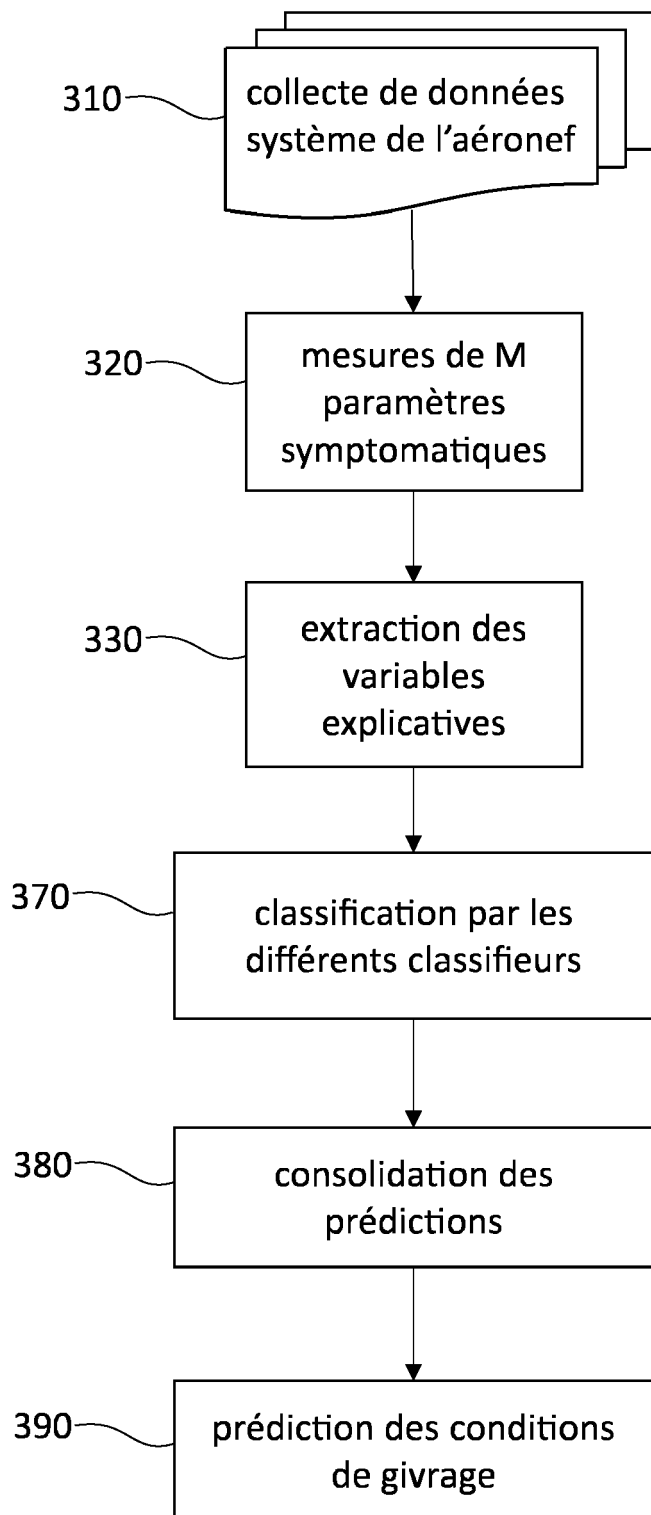 310
collecte de données
système de l'aéronef
320
mesures de M
paramètres
symptomatiques
330
extraction des
variables
explicatives
370
classification par les
différents classifieurs
380
consolidation des
prédictions
390
prédiction des conditions
de givrage